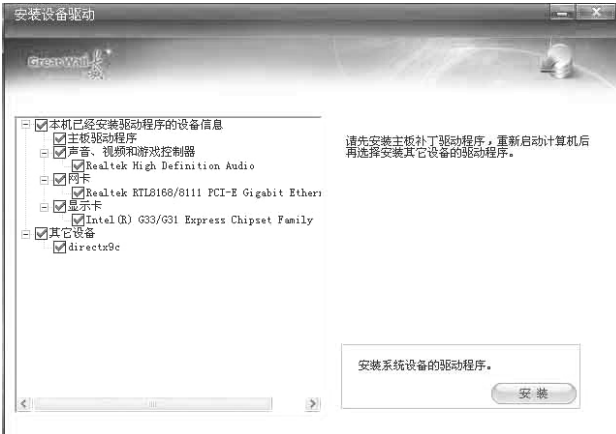 安装设备驱动
GreatWall 长城
本机已经安装驱动程序的设备信息
主板驱动程序
声音、视频和游戏控制器
Realtek High Definition Audio
网卡
Realtek RTL8168/8111 PCI-E Gigabit Ether
显示卡
Intel(R) G33/G31 Express Chipset Family
其它设备
directx9c
请先安装主板补丁驱动程序，重新启动计算机后
再选择安装其它设备的驱动程序。
安装系统设备的驱动程序。
安 装